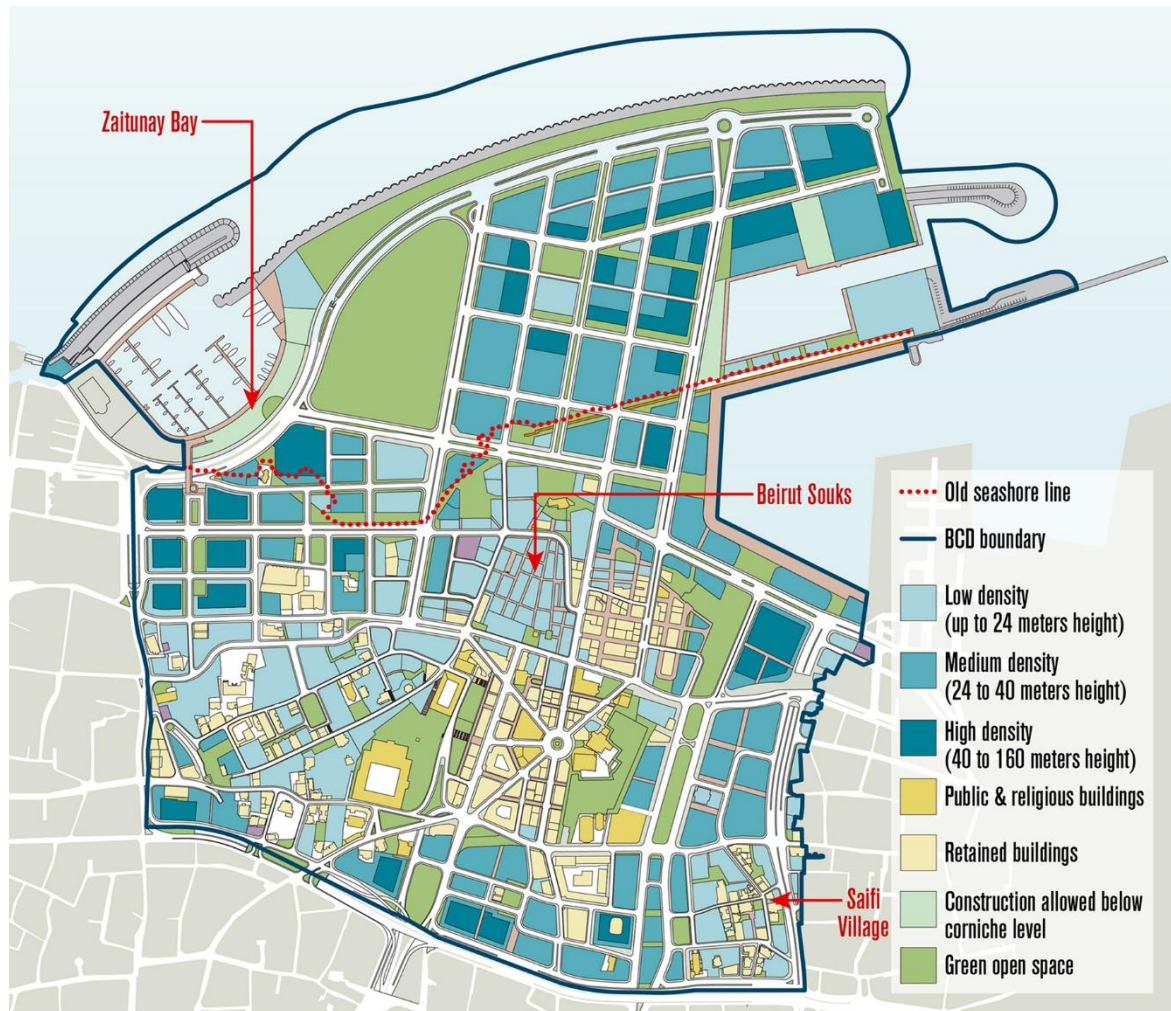 Zaitunay Bay
Beirut Souks
Saifi
Village
Old seashore line
BCD boundary
Low density
(up to 24 meters height)
Medium density
(24 to 40 meters height)
High density
(40 to 160 meters height)
Public & religious buildings
Retained buildings
Construction allowed below
corniche level
Green open space